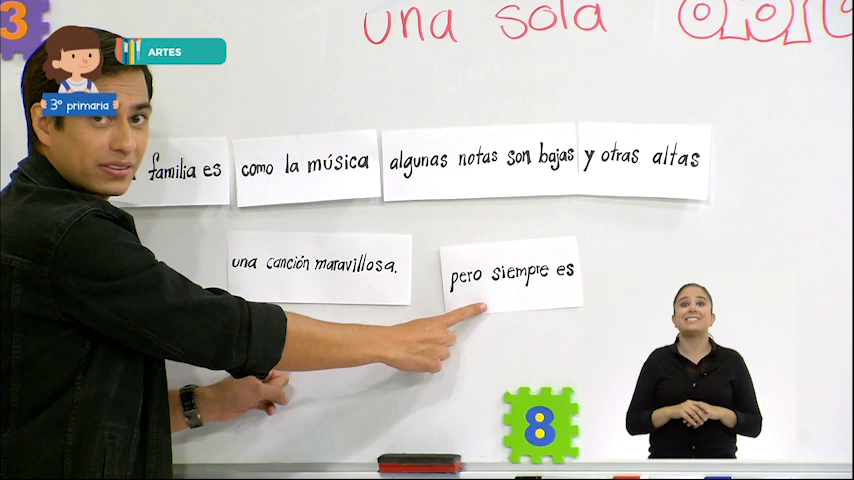 una sola
3
ARTES
3º primaria
familia es como la música algunas notas son bajas y otras altas
una canción maravillosa. pero siempre es
8